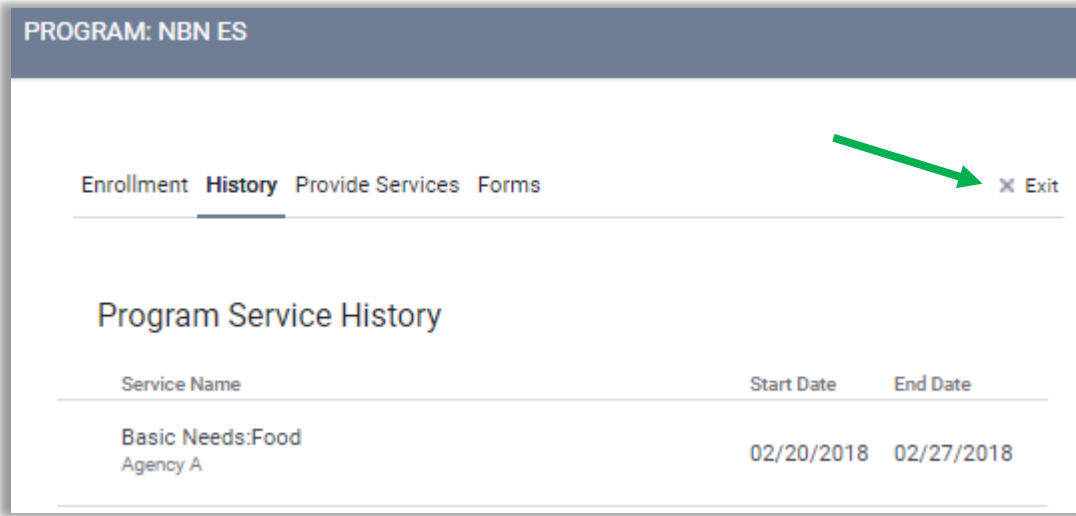 PROGRAM: NBN ES
Enrollment History Provide Services Forms × Exit
Program Service History
Service Name Start Date End Date
Basic Needs:Food 02/20/2018 02/27/2018
Agency A